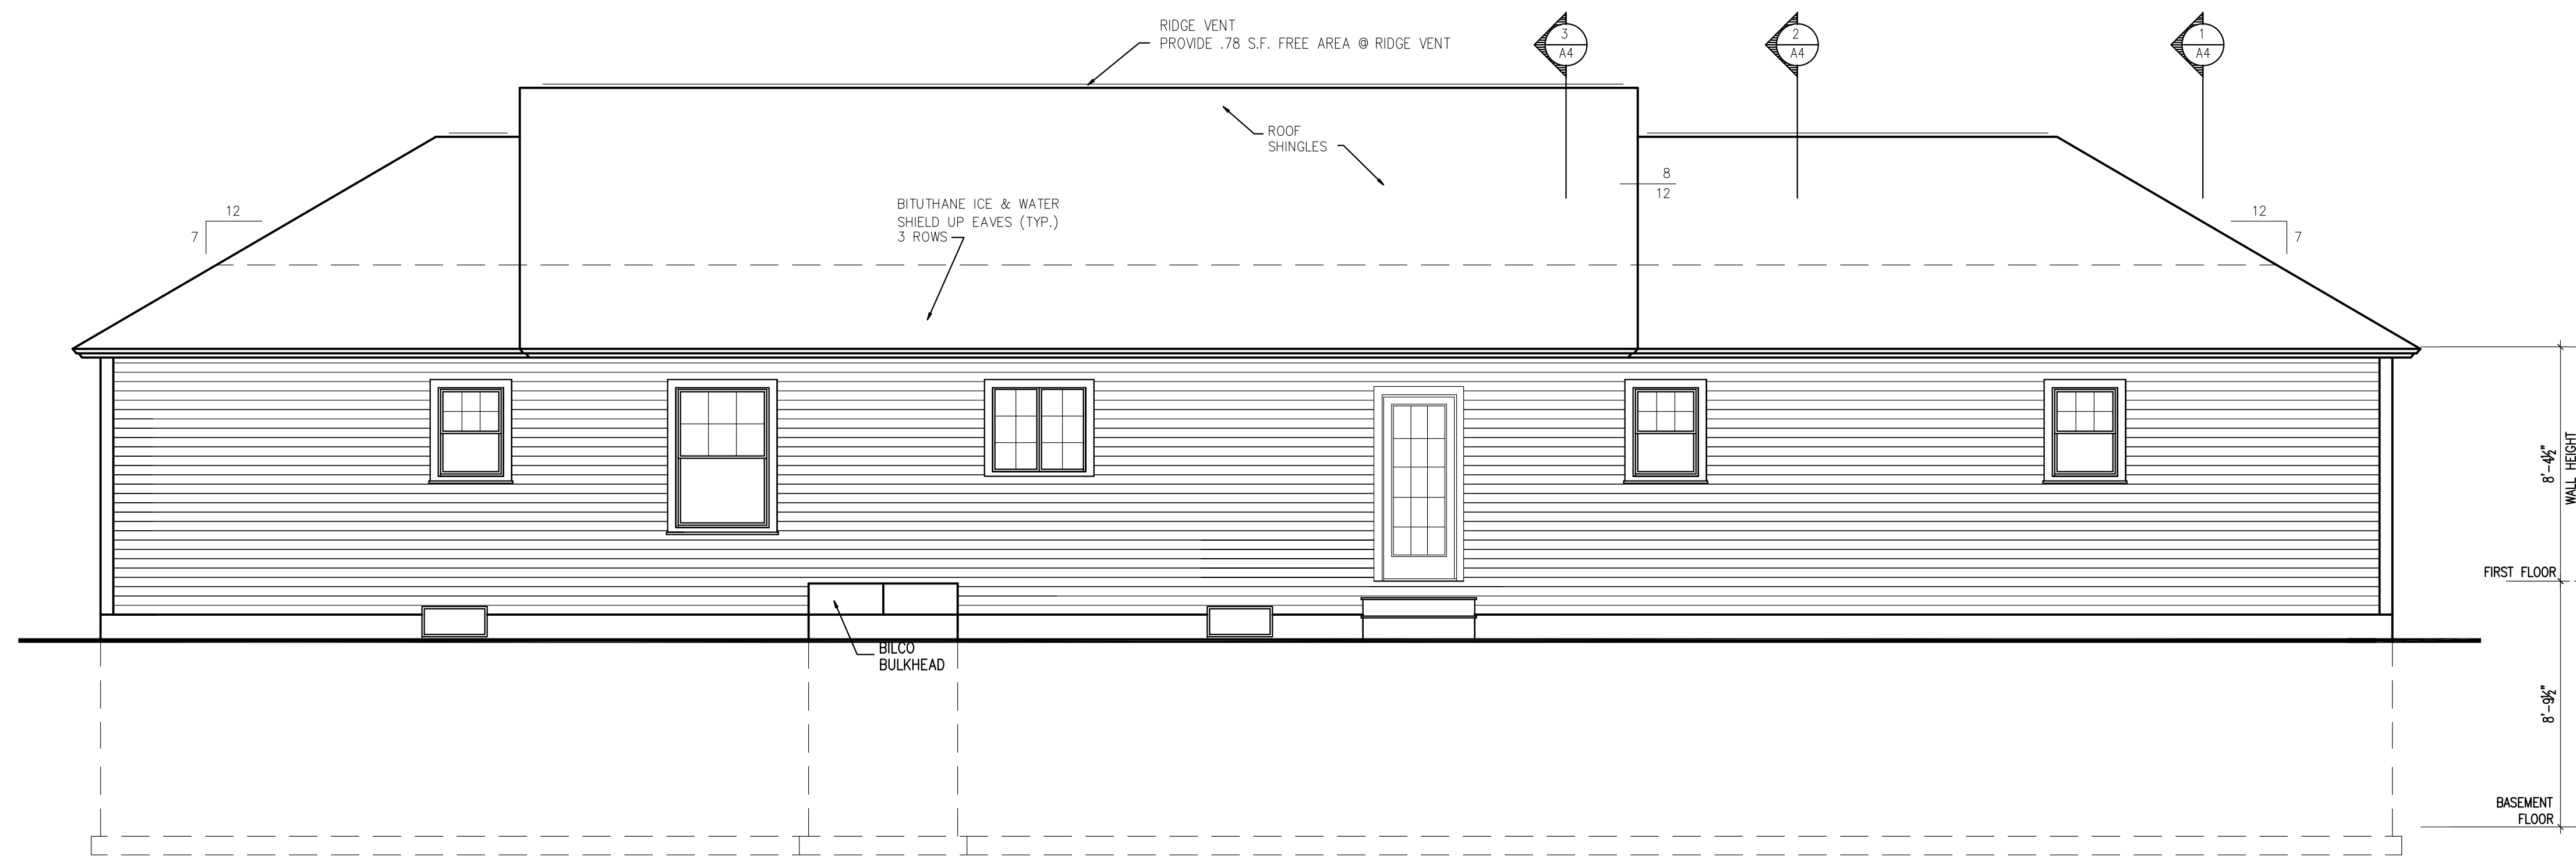 RIDGE VENT
PROVIDE .78 S.F. FREE AREA @ RIDGE VENT
3
A4
2
A4
1
A4
ROOF
SHINGLES
8
12
BITUTHANE ICE & WATER
SHIELD UP EAVES (TYP.)
3 ROWS
12
7
12
7
8'-4½"
WALL HEIGHT
FIRST FLOOR
BILCO
BULKHEAD
8'-9½"
BASEMENT
FLOOR